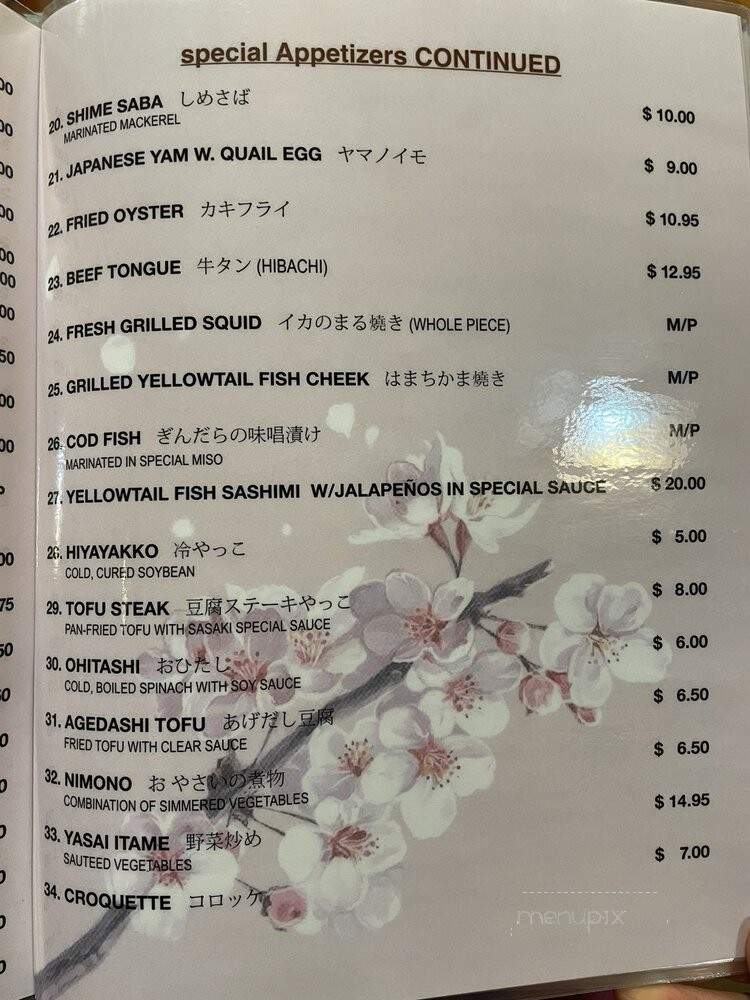 special Appetizers CONTINUED
20. SHIME SABA しめさば $ 10.00
MARINATED MACKEREL
21. JAPANESE YAM W. QUAIL EGG ヤマノイモ $ 9.00
22. FRIED OYSTER カキフライ $ 10.95
23. BEEF TONGUE 牛タン (HIBACHI) $ 12.95
24. FRESH GRILLED SQUID イカのまる焼き (WHOLE PIECE) M/P
25. GRILLED YELLOWTAIL FISH CHEEK はまちかま焼き M/P
26. COD FISH ぎんだらの味唱漬け M/P
MARINATED IN SPECIAL MISO
27. YELLOWTAIL FISH SASHIMI W/JALAPEÑOS IN SPECIAL SAUCE $ 20.00
28. HIYAYAKKO 冷やっこ $ 5.00
COLD, CURED SOYBEAN
29. TOFU STEAK 豆腐ステーキやっこ $ 8.00
PAN-FRIED TOFU WITH SASAKI SPECIAL SAUCE
30. OHITASHI おひたし $ 6.00
COLD, BOILED SPINACH WITH SOY SAUCE
31. AGEDASHI TOFU あげだし豆腐 $ 6.50
FRIED TOFU WITH CLEAR SAUCE
32. NIMONO お やさいの煮物 $ 6.50
COMBINATION OF SIMMERED VEGETABLES
33. YASAI ITAME 野菜炒め $ 14.95
SAUTEED VEGETABLES
34. CROQUETTE コロッケ $ 7.00
menupix